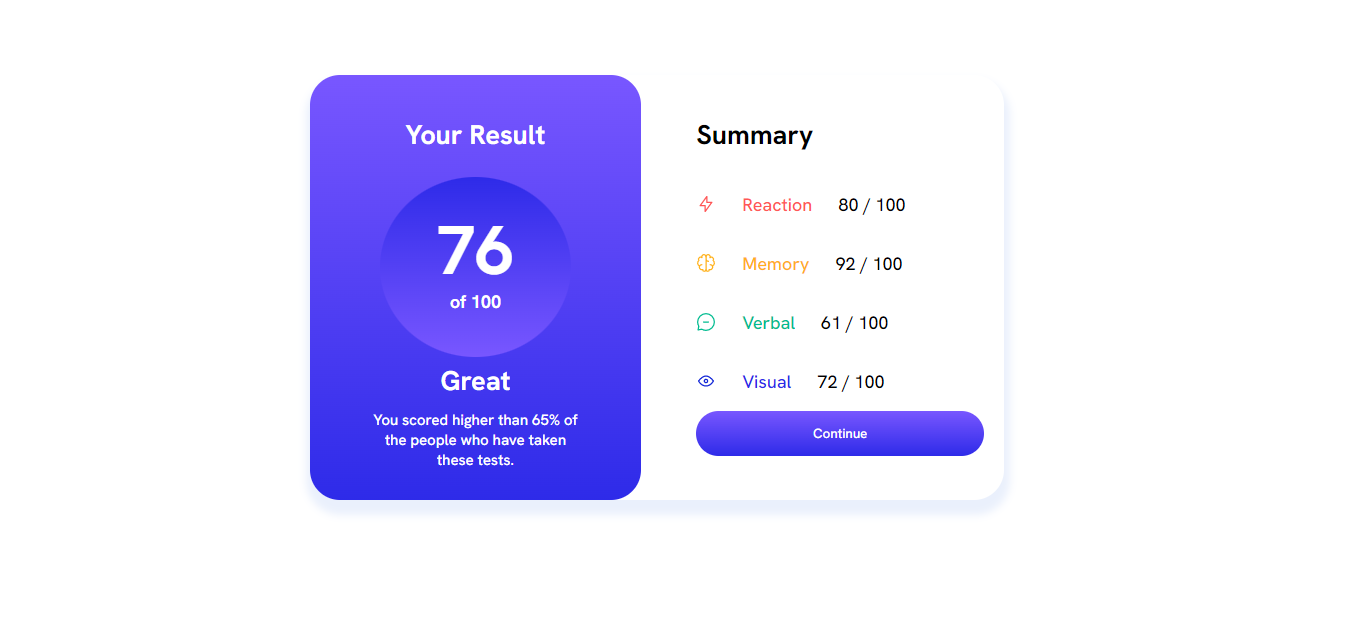 Your Result
76
of 100
Great
You scored higher than 65% of
the people who have taken
these tests.
Summary
Reaction 80 / 100
Memory 92 / 100
Verbal 61 / 100
Visual 72 / 100
Continue